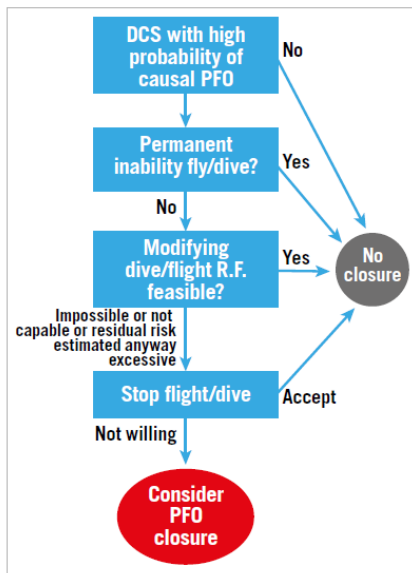 DCS with high
probability of
causal PFO
No
Permanent
inability fly/dive?
Yes
No
Modifying
dive/flight R.F.
feasible?
Yes
No
closure
Impossible or not
capable or residual risk
estimated anyway
excessive
Stop flight/dive
Accept
Not willing
Consider
PFO
closure